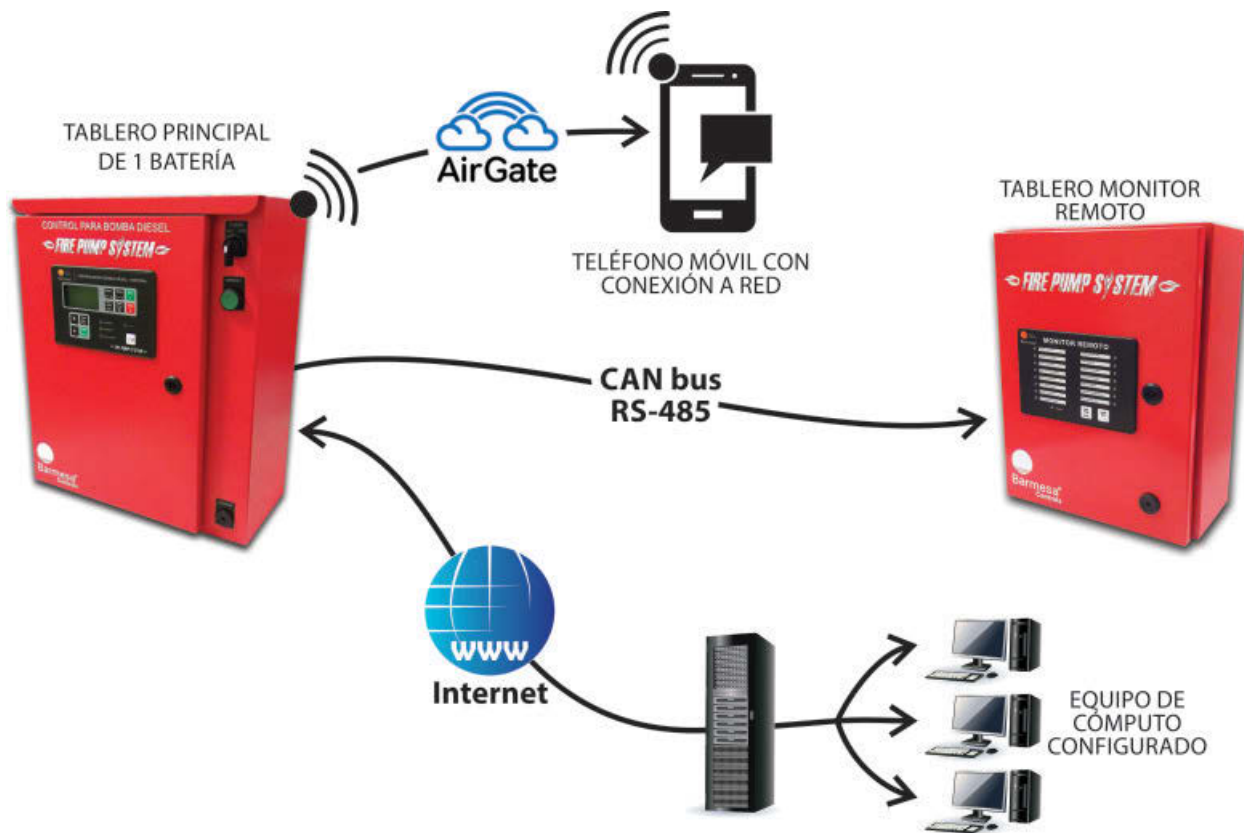 TABLERO PRINCIPAL
DE 1 BATERÍA
AirGate
TELÉFONO MÓVIL CON
CONEXIÓN A RED
TABLERO MONITOR
REMOTO
CONTROL PARA BOMBA DIESEL
FIRE PUMP SYSTEM
Barmesa
Controls
CAN bus
RS-485
FIRE PUMP SYSTEM
MONITOR REMOTO
Barmesa
Controls
www
Internet
EQUIPO DE
CÓMPUTO
CONFIGURADO